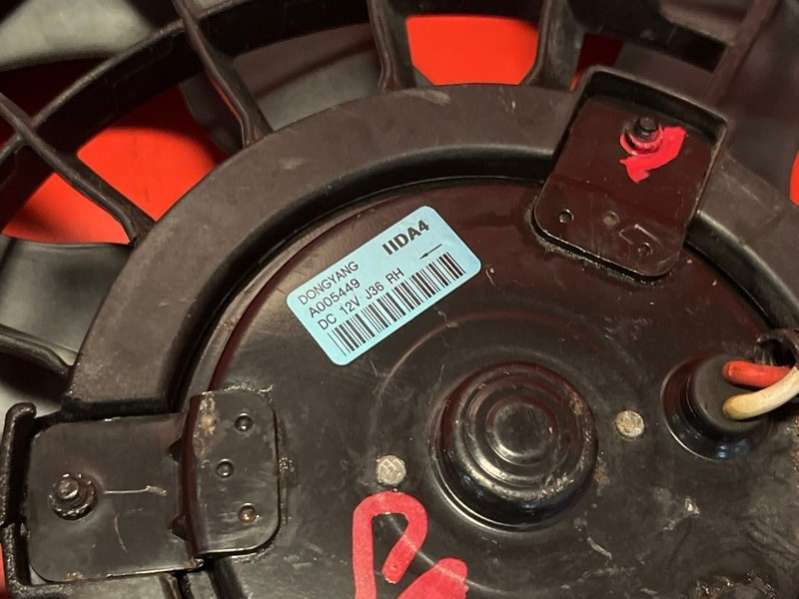 DONGYANG IIDA4
A005449
DC 12V J36 RH